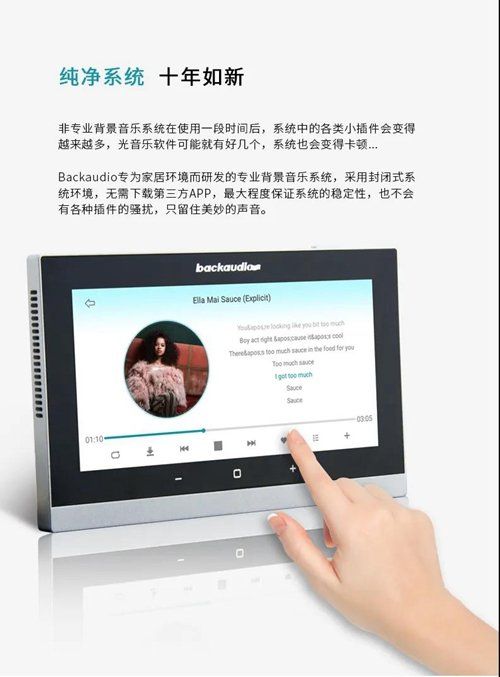 纯净系统 十年如新
非专业背景音乐系统在使用一段时间后，系统中的各类小插件会变得
越来越多，光音乐软件可能就有好几个，系统也会变得卡顿...
Backaudio专为家居环境而研发的专业背景音乐系统，采用封闭式系
统环境，无需下载第三方APP，最大程度保证系统的稳定性，也不会
有各种插件的骚扰，只留住美妙的声音。
backaudio
Ella Mai Sauce (Explicit)
You&apos;re looking like you bit too much
Boy act right &apos;cause it&apos;s cool
There&apos;s too much sauce in the food for you
Too much sauce
I got too much
Sauce
Sauce
01:10
03:05